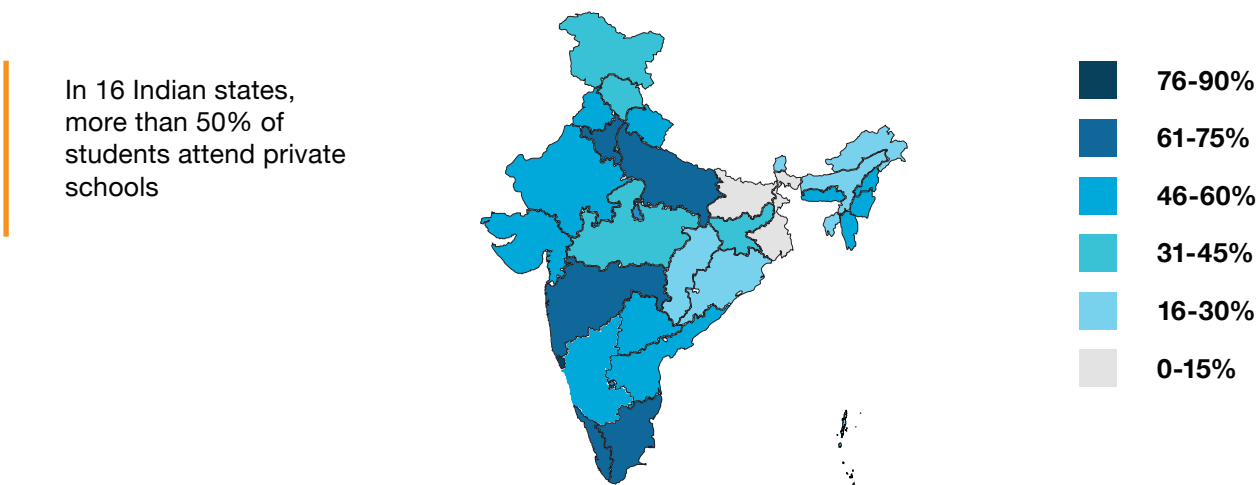 In 16 Indian states,
more than 50% of
students attend private
schools
76-90%
61-75%
46-60%
31-45%
16-30%
0-15%